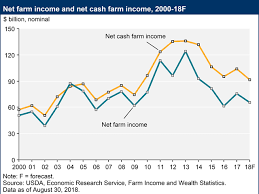 Net farm income and net cash farm income, 2000-18F
$ billion, nominal
150
120
90
60
30
0
Net cash farm income
Net farm income
2000 01 02 03 04 05 06 07 08 09 10 11 12 13 14 15 16 17 18F
Note: F = forecast.
Source: USDA, Economic Research Service, Farm Income and Wealth Statistics.
Data as of August 30, 2018.